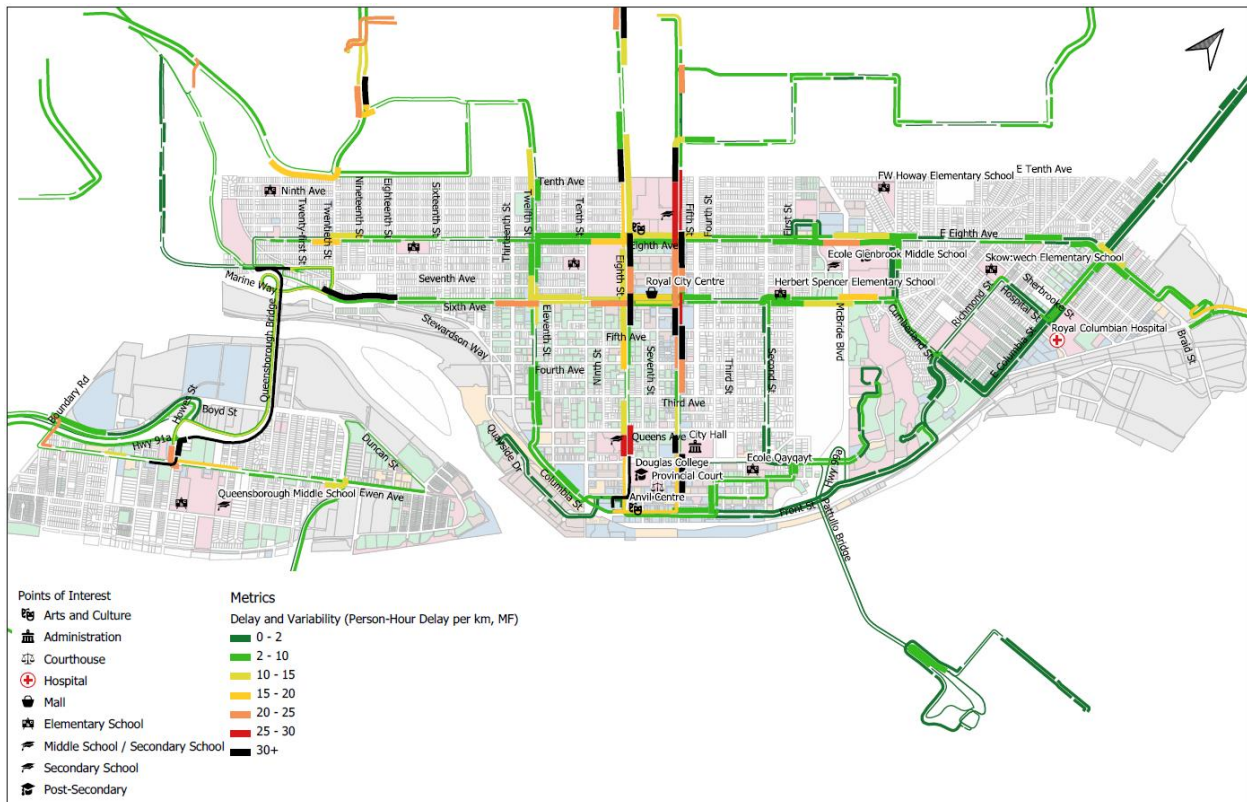 FW Howay Elementary School
E Tenth Ave
Tenth Ave
Ninth Ave
Nineteenth St
Eighteenth St
Sixteenth St
Twentieth St
Twenty-first St
Thirteenth St
Twelfth St
Tenth St
Fifth St
Fourth St
First St
Eighth Ave
E Eighth Ave
Eighth St
Ecole Glenbrook Middle School
Skow:wech Elementary School
Seventh Ave
Royal City Centre
Herbert Spencer Elementary School
Marine Way
Sixth Ave
Queensborough Bridge
Stewardson Way
Eleventh St
Fifth Ave
McBride Blvd
Cumberland St
Richmond St
Hospital St
Sherbrooke St
Royal Columbian Hospital
E Columbia St
Braid St
Fourth Ave
Ninth St
Seventh St
Third St
Second St
Third Ave
Boundary Rd
Howes St
Boyd St
Hwy 91a
Duncan St
Quayside Dr
Queens Ave
City Hall
Douglas College
Ecole Qayqayt
Provincial Court
Hwy 99a
Columbia St
Anvil Centre
Front St
Pattullo Bridge
Queensborough Middle School
Ewen Ave
Points of Interest
Arts and Culture
Administration
Courthouse
Hospital
Mall
Elementary School
Middle School / Secondary School
Secondary School
Post-Secondary
Metrics
Delay and Variability (Person-Hour Delay per km, MF)
0 - 2
2 - 10
10 - 15
15 - 20
20 - 25
25 - 30
30+